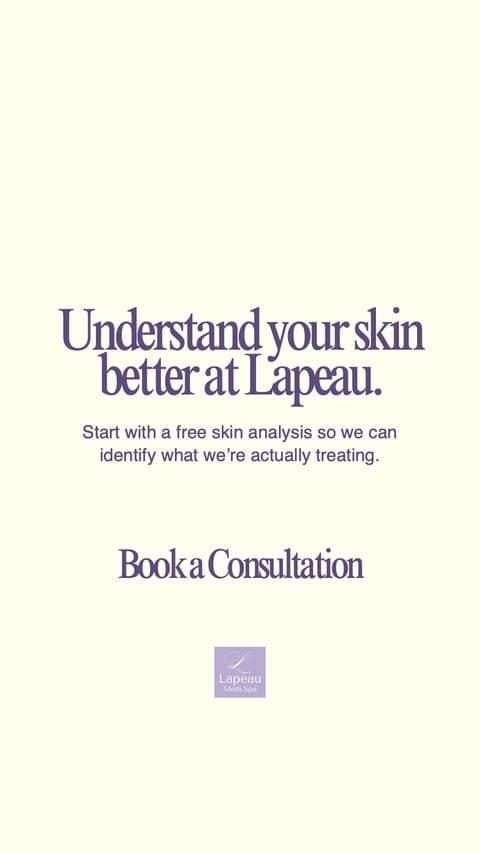 Understand your skin
better at Lapeau.
Start with a free skin analysis so we can
identify what we’re actually treating.
Book a Consultation
L
Lapeau
Medi Spa